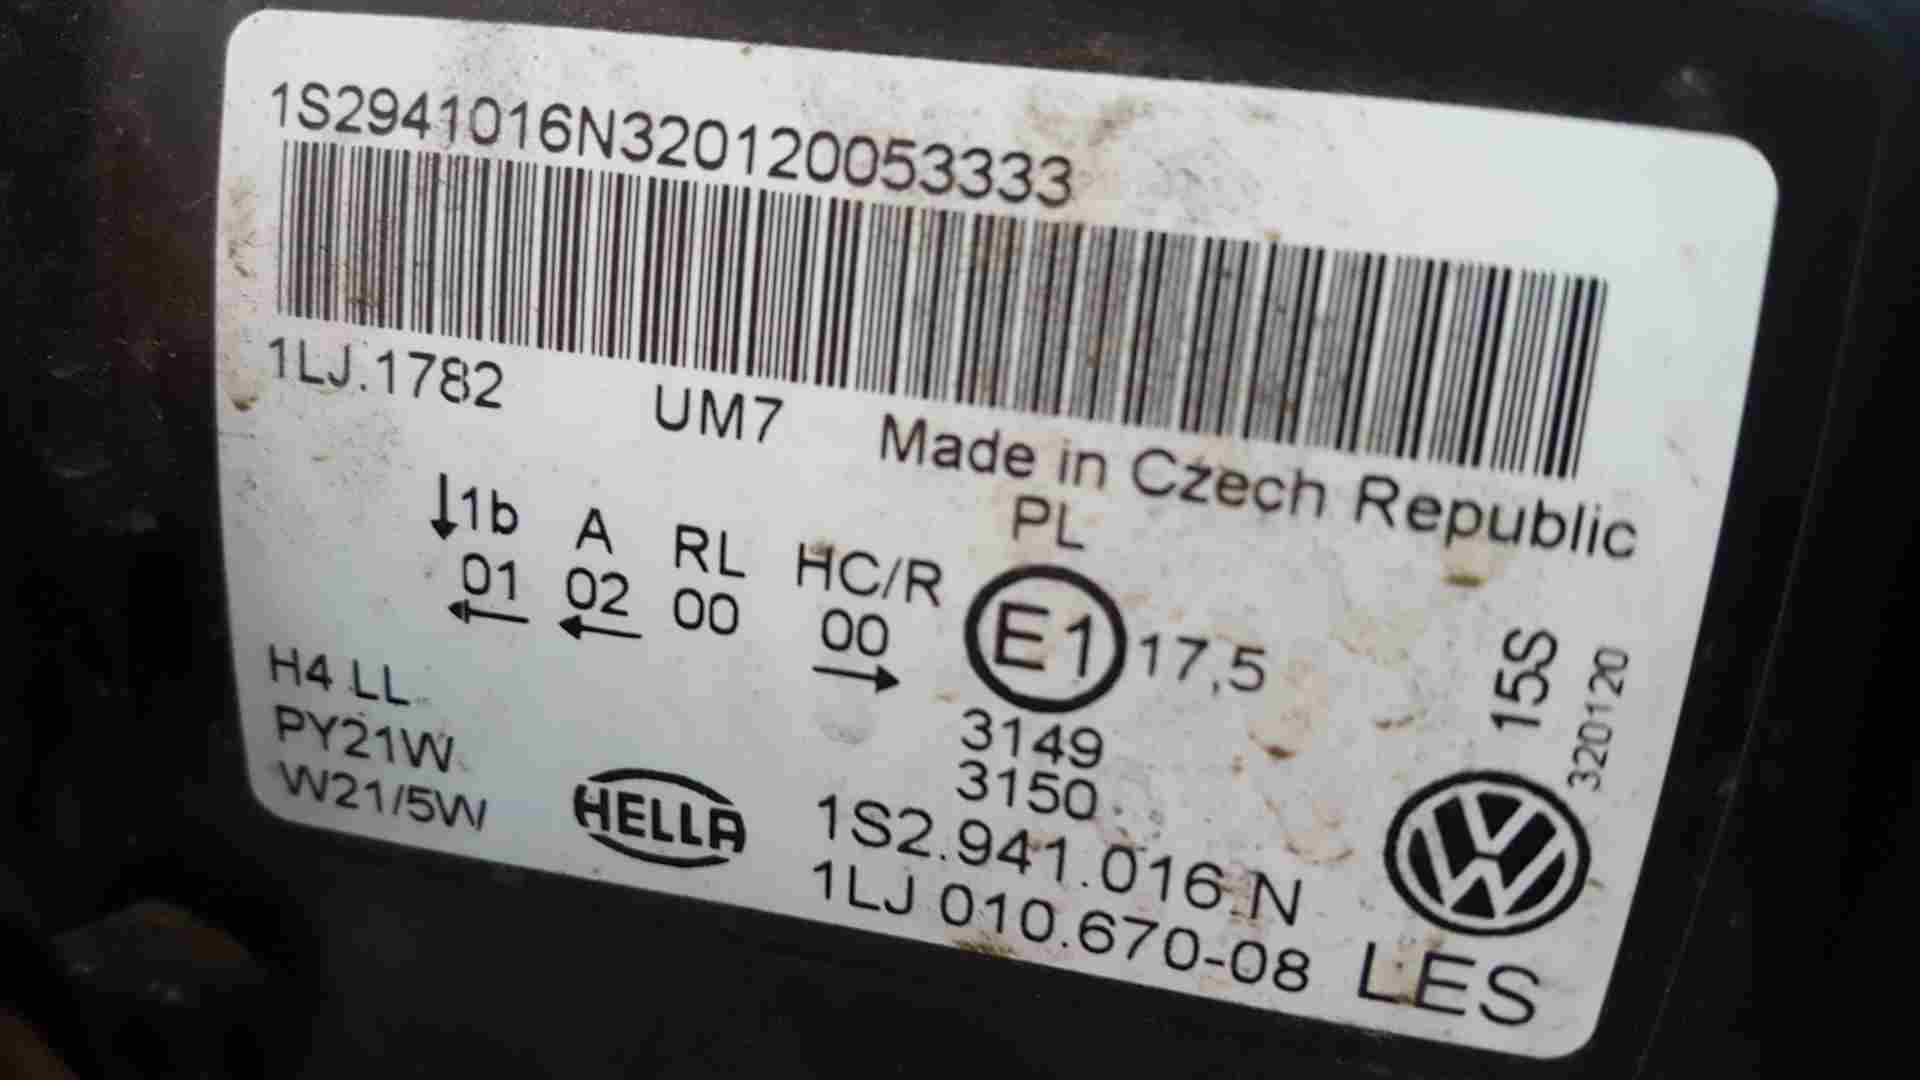 1S2941016N320120053333
1LJ.1782 UM7 Made in Czech Republic
↓1b A RL HC/R PL
01 02 00 00 E1 17,5
← ← →
3149
3150
H4 LL
PY21W
W21/5W
HELLA
1S2.941.016.N
1LJ 010.670-08
15S
320120
VW
LES